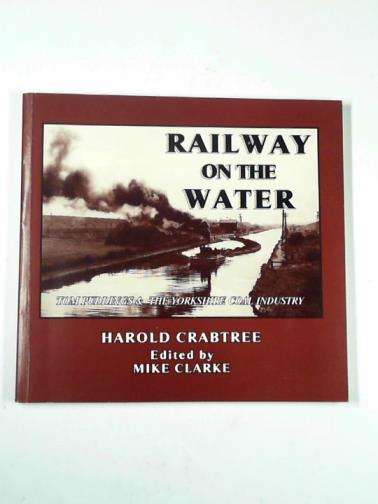 RAILWAY
ON THE
WATER
TOM PUDDINGS & THE YORKSHIRE COAL INDUSTRY
HAROLD CRABTREE
Edited by
MIKE CLARKE